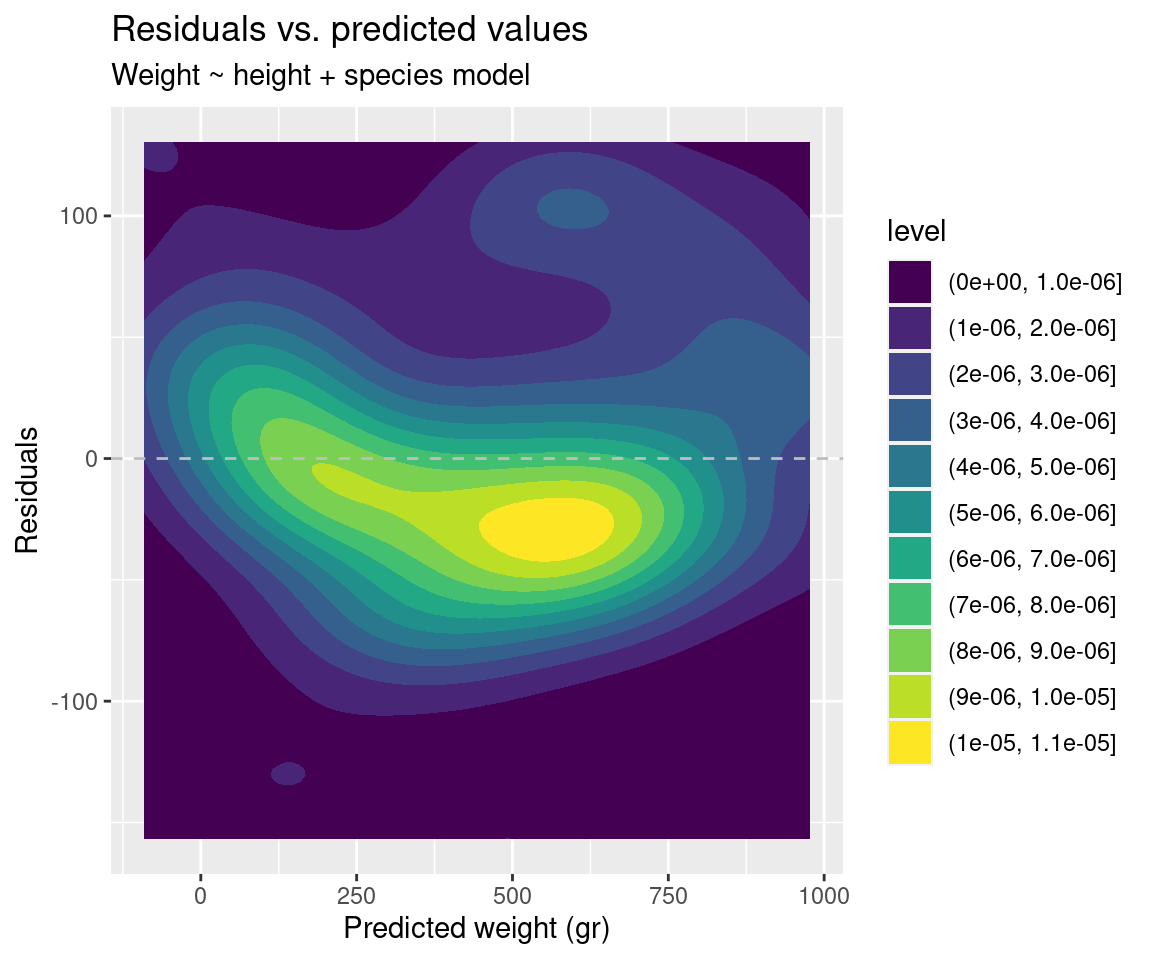 Residuals vs. predicted values
Weight ~ height + species model
Residuals
100
0
-100
0
250
500
750
1000
Predicted weight (gr)
level
(0e+00, 1.0e-06]
(1e-06, 2.0e-06]
(2e-06, 3.0e-06]
(3e-06, 4.0e-06]
(4e-06, 5.0e-06]
(5e-06, 6.0e-06]
(6e-06, 7.0e-06]
(7e-06, 8.0e-06]
(8e-06, 9.0e-06]
(9e-06, 1.0e-05]
(1e-05, 1.1e-05]